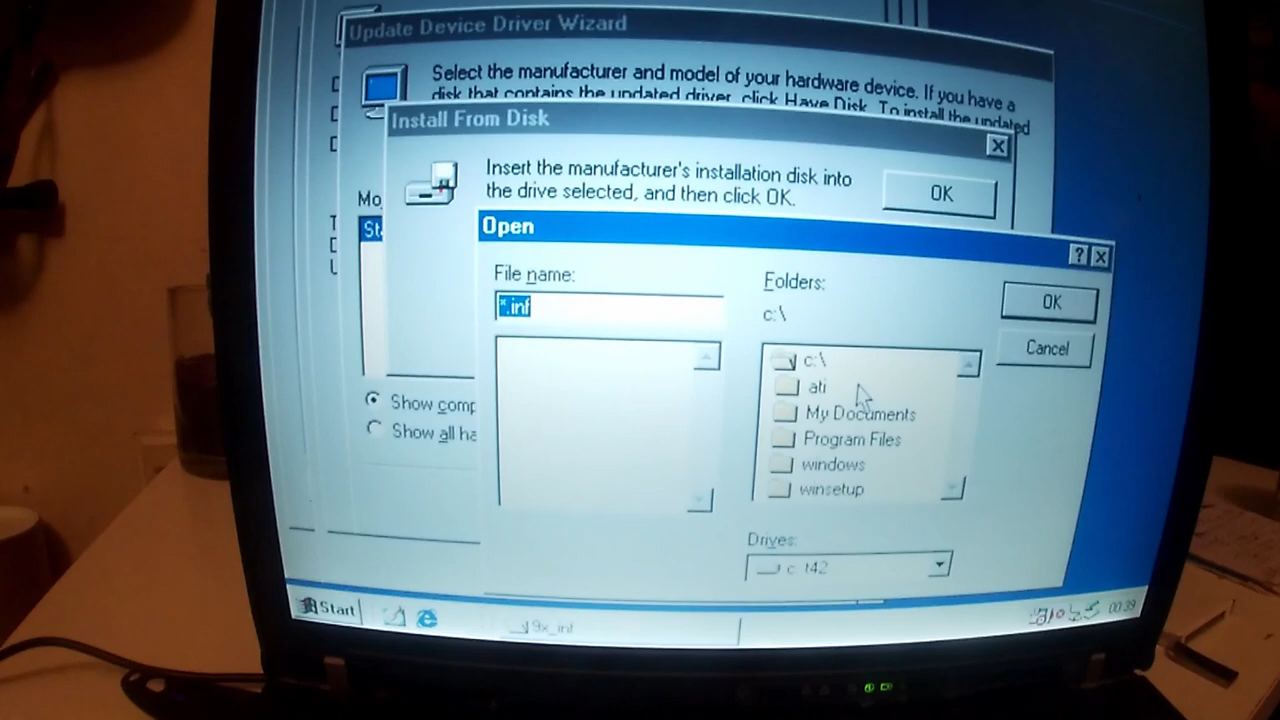 Update Device Driver Wizard
Select the manufacturer and model of your hardware device. If you have a
disk that contains the updated driver, click Have Disk. To install the updated
Install From Disk
Insert the manufacturer's installation disk into
the drive selected, and then click OK.
OK
Mo
Sta
Open
File name:
*.inf
Folders:
c:\
OK
Cancel
c:\
ati
My Documents
Program Files
windows
winsetup
Show comp
Show all ha
Drives:
c: t42
Start
9x_inf
00:39